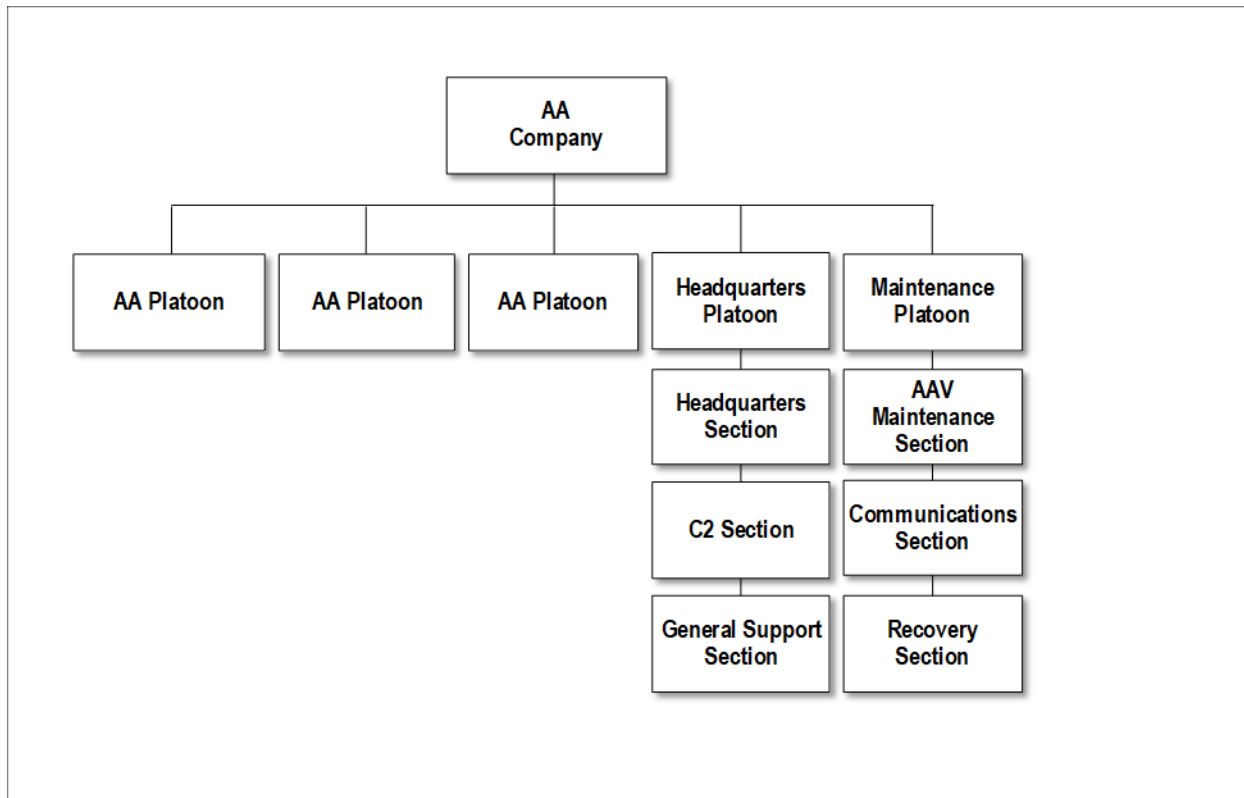 AA
Company
AA Platoon
AA Platoon
AA Platoon
Headquarters
Platoon
Maintenance
Platoon
Headquarters
Section
AAV
Maintenance
Section
C2 Section
Communications
Section
General Support
Section
Recovery
Section